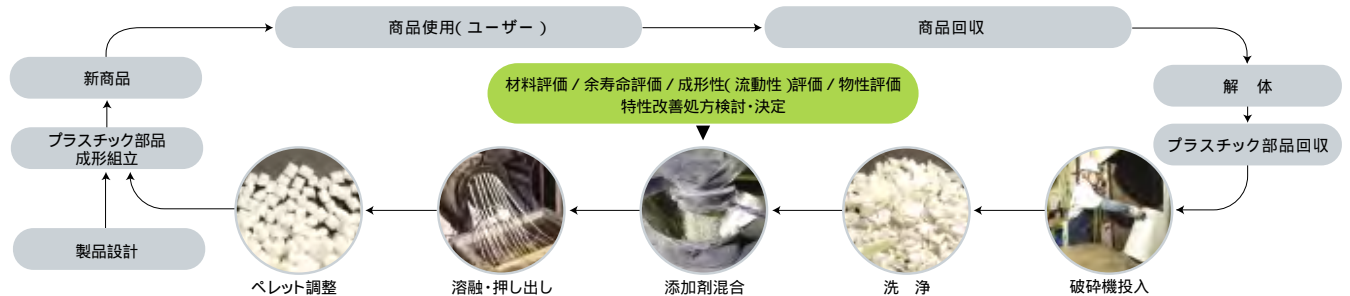 商品使用( ユーザー )
商品回収
新商品
材料評価 / 余寿命評価 / 成形性( 流動性 )評価 / 物性評価
特性改善処方検討・決定
解　体
プラスチック部品
成形組立
プラスチック部品回収
製品設計
ペレット調整
溶融・押し出し
添加剤混合
洗　浄
破砕機投入